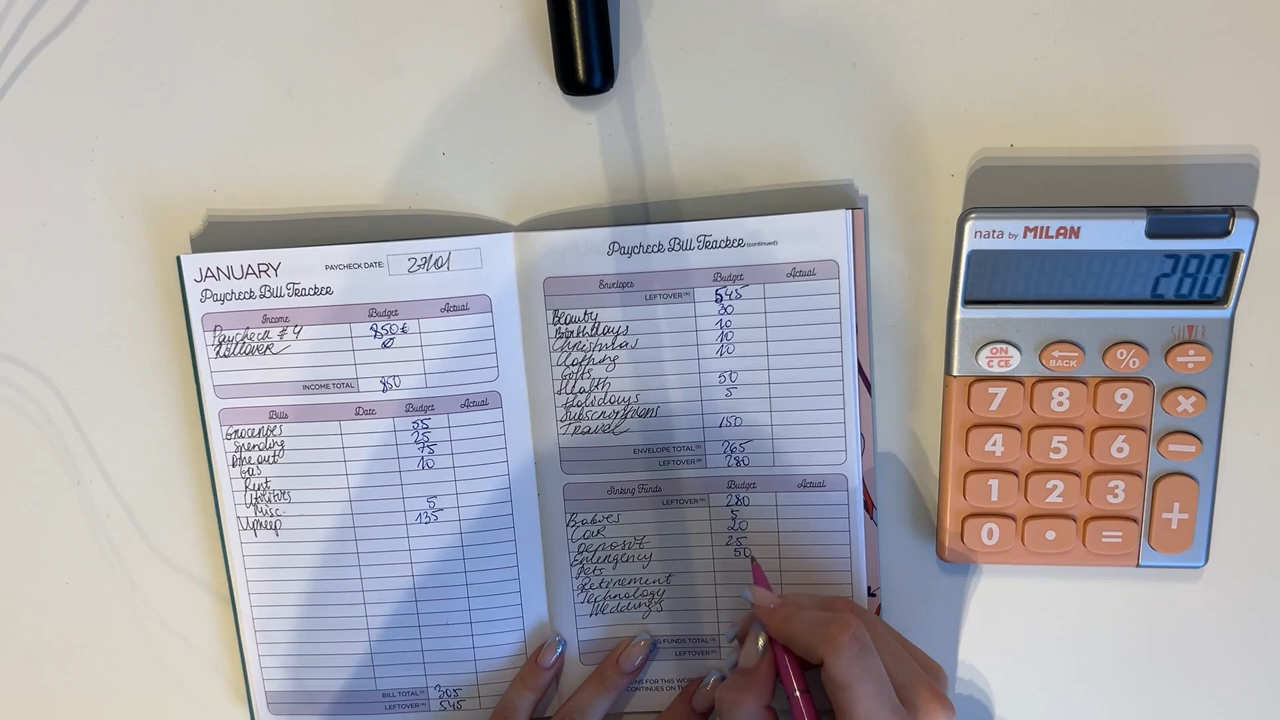 JANUARY
PAYCHECK DATE: 27/01
Paycheck Bill Tracker
Income Budget Actual
Paycheck #4 850€
Rollover 0
INCOME TOTAL 850
Bills Date Budget Actual
Groceries 55
Spending 25
Dine out 75
Gas 10
Rent
Utilities
Misc. 5
Upkeep 135
BILL TOTAL 305
LEFTOVER 545
Paycheck Bill Tracker (continued)
Envelopes Budget Actual
LEFTOVER 545
Beauty 30
Birthdays 10
Christmas 10
Clothing 10
Gifts
Health 50
Holidays 5
Subscriptions
Travel 150
ENVELOPE TOTAL 265
LEFTOVER 280
Sinking Funds Budget Actual
LEFTOVER 280
Babies 5
Car 20
Deposit 25
Emergency 50
Pets
Retirement
Technology
Weddings
FUNDS TOTAL
LEFTOVER
nata by MILAN
280
SILVER
ON/C CE BACK % ÷
7 8 9 ×
4 5 6 −
1 2 3 +
0 • =